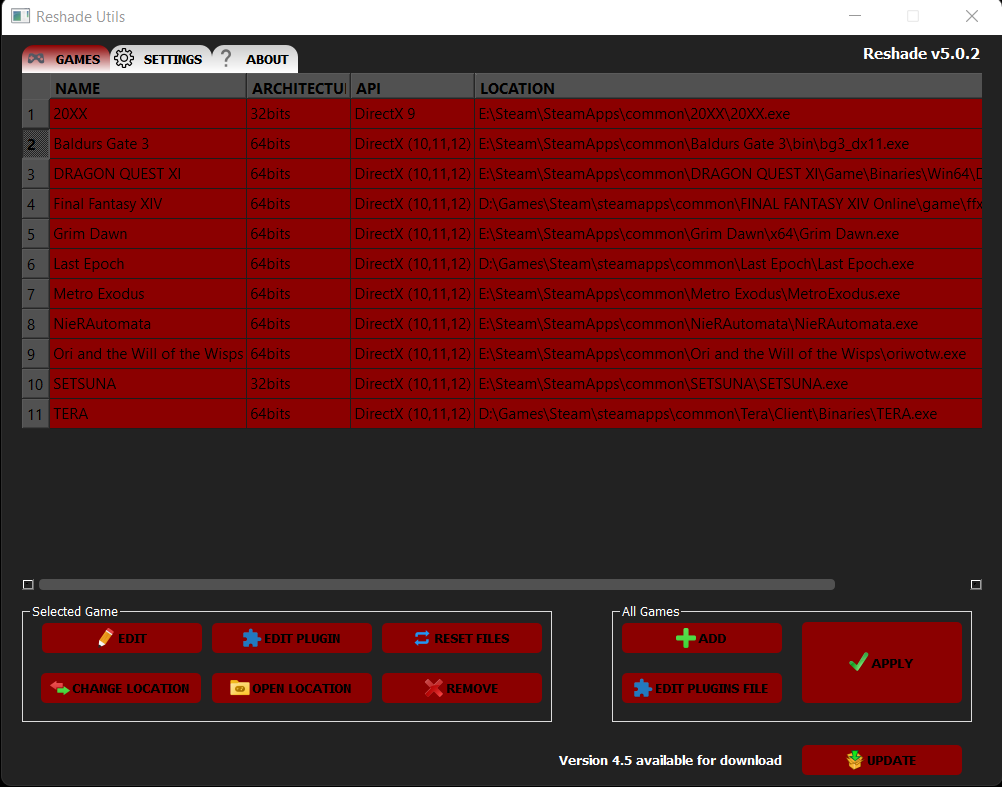 Reshade Utils
GAMES SETTINGS ABOUT Reshade v5.0.2
NAME ARCHITECTU API LOCATION
1 20XX 32bits DirectX 9 E:\Steam\SteamApps\common\20XX\20XX.exe
2 Baldurs Gate 3 64bits DirectX (10,11,12) E:\Steam\SteamApps\common\Baldurs Gate 3\bin\bg3_dx11.exe
3 DRAGON QUEST XI 64bits DirectX (10,11,12) E:\Steam\SteamApps\common\DRAGON QUEST XI\Game\Binaries\Win64\D
4 Final Fantasy XIV 64bits DirectX (10,11,12) D:\Games\Steam\steamapps\common\FINAL FANTASY XIV Online\game\ffx
5 Grim Dawn 64bits DirectX (10,11,12) E:\Steam\SteamApps\common\Grim Dawn\x64\Grim Dawn.exe
6 Last Epoch 64bits DirectX (10,11,12) D:\Games\Steam\steamapps\common\Last Epoch\Last Epoch.exe
7 Metro Exodus 64bits DirectX (10,11,12) E:\Steam\SteamApps\common\Metro Exodus\MetroExodus.exe
8 NieRAutomata 64bits DirectX (10,11,12) E:\Steam\SteamApps\common\NieRAutomata\NieRAutomata.exe
9 Ori and the Will of the Wisps 64bits DirectX (10,11,12) E:\Steam\SteamApps\common\Ori and the Will of the Wisps\oriwotw.exe
10 SETSUNA 32bits DirectX (10,11,12) E:\Steam\SteamApps\common\SETSUNA\SETSUNA.exe
11 TERA 64bits DirectX (10,11,12) D:\Games\Steam\steamapps\common\Tera\Client\Binaries\TERA.exe
Selected Game All Games
EDIT EDIT PLUGIN RESET FILES ADD
APPLY
CHANGE LOCATION OPEN LOCATION REMOVE EDIT PLUGINS FILE
Version 4.5 available for download UPDATE